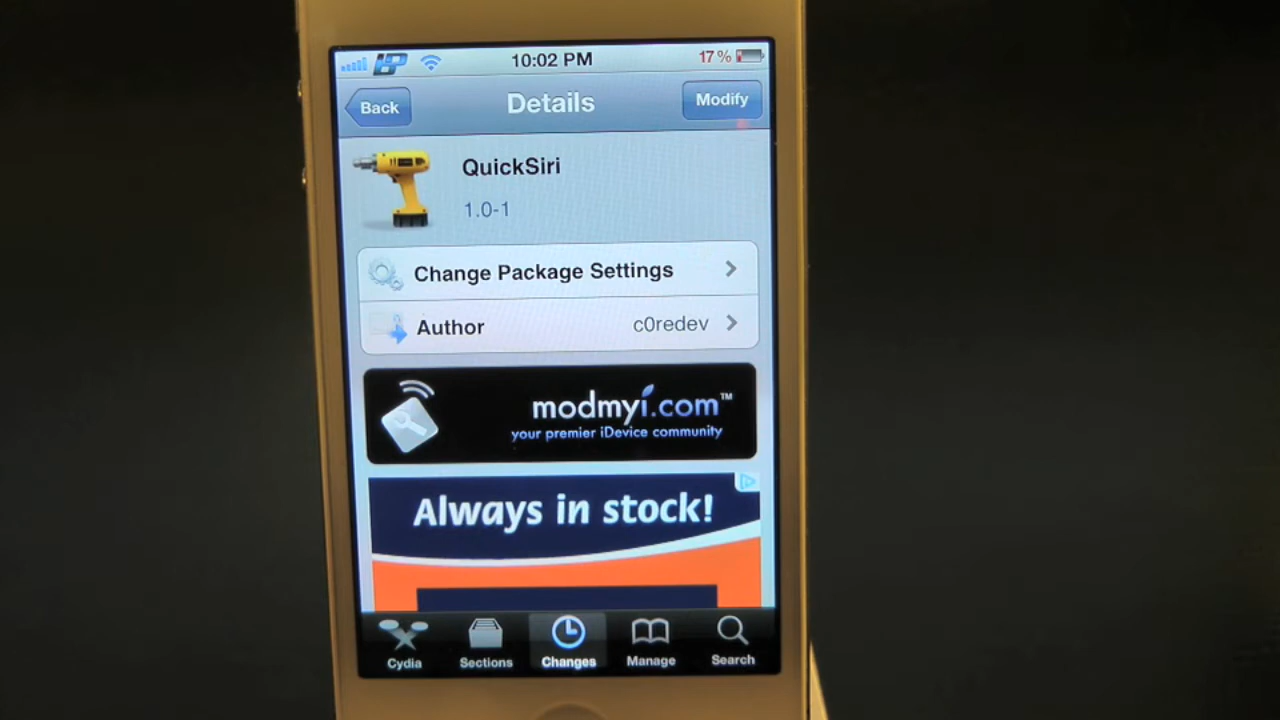 10:02 PM
17%
Back
Details
Modify
QuickSiri
1.0-1
Change Package Settings
Author
c0redev
modmyi.com™
your premier iDevice community
Always in stock!
Cydia
Sections
Changes
Manage
Search